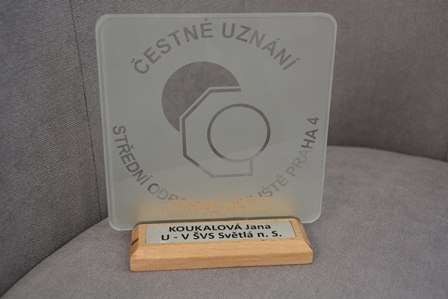 ČESTNÉ UZNÁNÍ
STŘEDNÍ PRAHA 4
KOUKALOVÁ Jana
U - V ŠVS Světlá n. S.